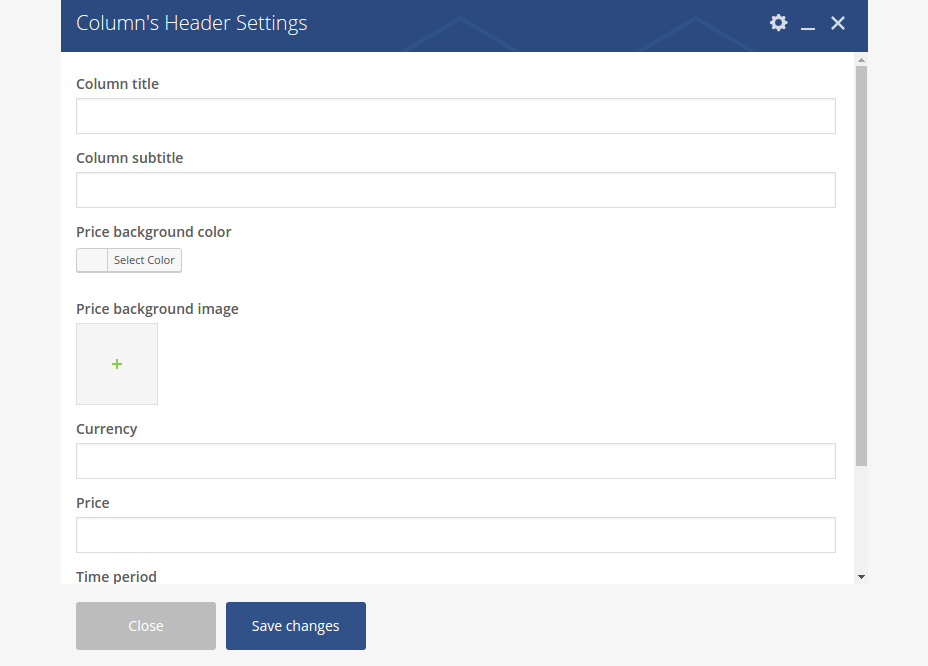 Column's Header Settings
Column title
Column subtitle
Price background color
Select Color
Price background image
Currency
Price
Time period
Close
Save changes